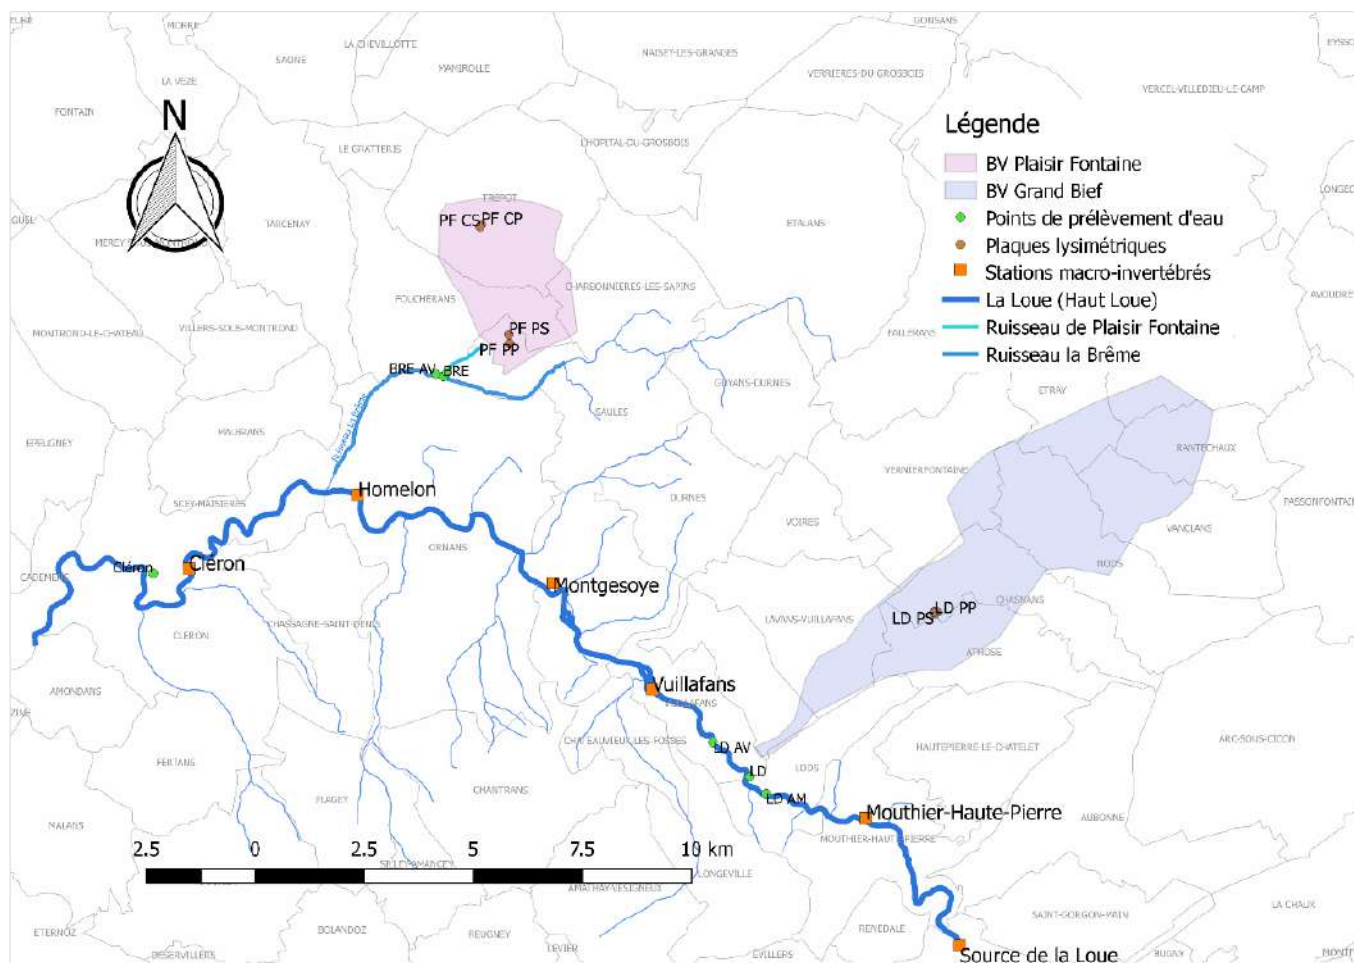 GONSANS
MORRE
LA CHEVILLOTTE
SAONE
NAISEY-LES-GRANGES
MAMIROLLE
VERRIERES-DU-GROSBOIS
LA VEZE
VERCEL-VILLEDIEU-LE-CAMP
FONTAIN
N
Légende
LE GRATTERIS
L'HOPITAL-DU-GROSBOIS
BV Plaisir Fontaine
BV Grand Bief
TREPOT
PF CS
PF CP
TARCENAY
ETALANS
Points de prélèvement d'eau
Plaques lysimétriques
Stations macro-invertébrés
CHARBONNIERES-LES-SAPINS
FOUCHERANS
La Loue (Haut Loue)
MONTROND-LE-CHATEAU
VILLERS-SOUS-MONTROND
PF PS
FALLERANS
Ruisseau de Plaisir Fontaine
PF PP
Ruisseau la Brême
BRE AV
BRE
GUYANS-DURNES
ETRAY
SAULES
MALBRANS
EPEUGNEY
RANTECHAUX
VERNIERFONTAINE
Homelon
DURNES
SCEY-MAISIERES
VOIRES
VANCLANS
ORNANS
Cléron
Cléron
Montgesoye
NODS
CHASNANS
LD PS
LD PP
LAVANS-VUILLAFANS
CHASSAGNE-SAINT-DENIS
CLERON
ATHOSE
AMONDANS
Vuillafans
CHATEAUVIEUX-LES-FOSSES
LD AV
ARC-SOUS-CICON
HAUTEPIERRE-LE-CHATELET
FERTANS
LD
LODS
CHANTRANS
LD AM
FLAGEY
Mouthier-Haute-Pierre
AUBONNE
MALANS
MOUTHIER-HAUTE-PIERRE
2.5 0 2.5 5 7.5 10 km
SILLEY-AMANCEY
LONGEVILLE
AMATHAY-VESIGNEUX
LA CHAUX
SAINT-GORGON-MAIN
ETERNOZ
BOLANDOZ
REUGNEY
RENEDALE
DESERVILLERS
LEVIER
EVILLERS
Source de la Loue
BUGNY